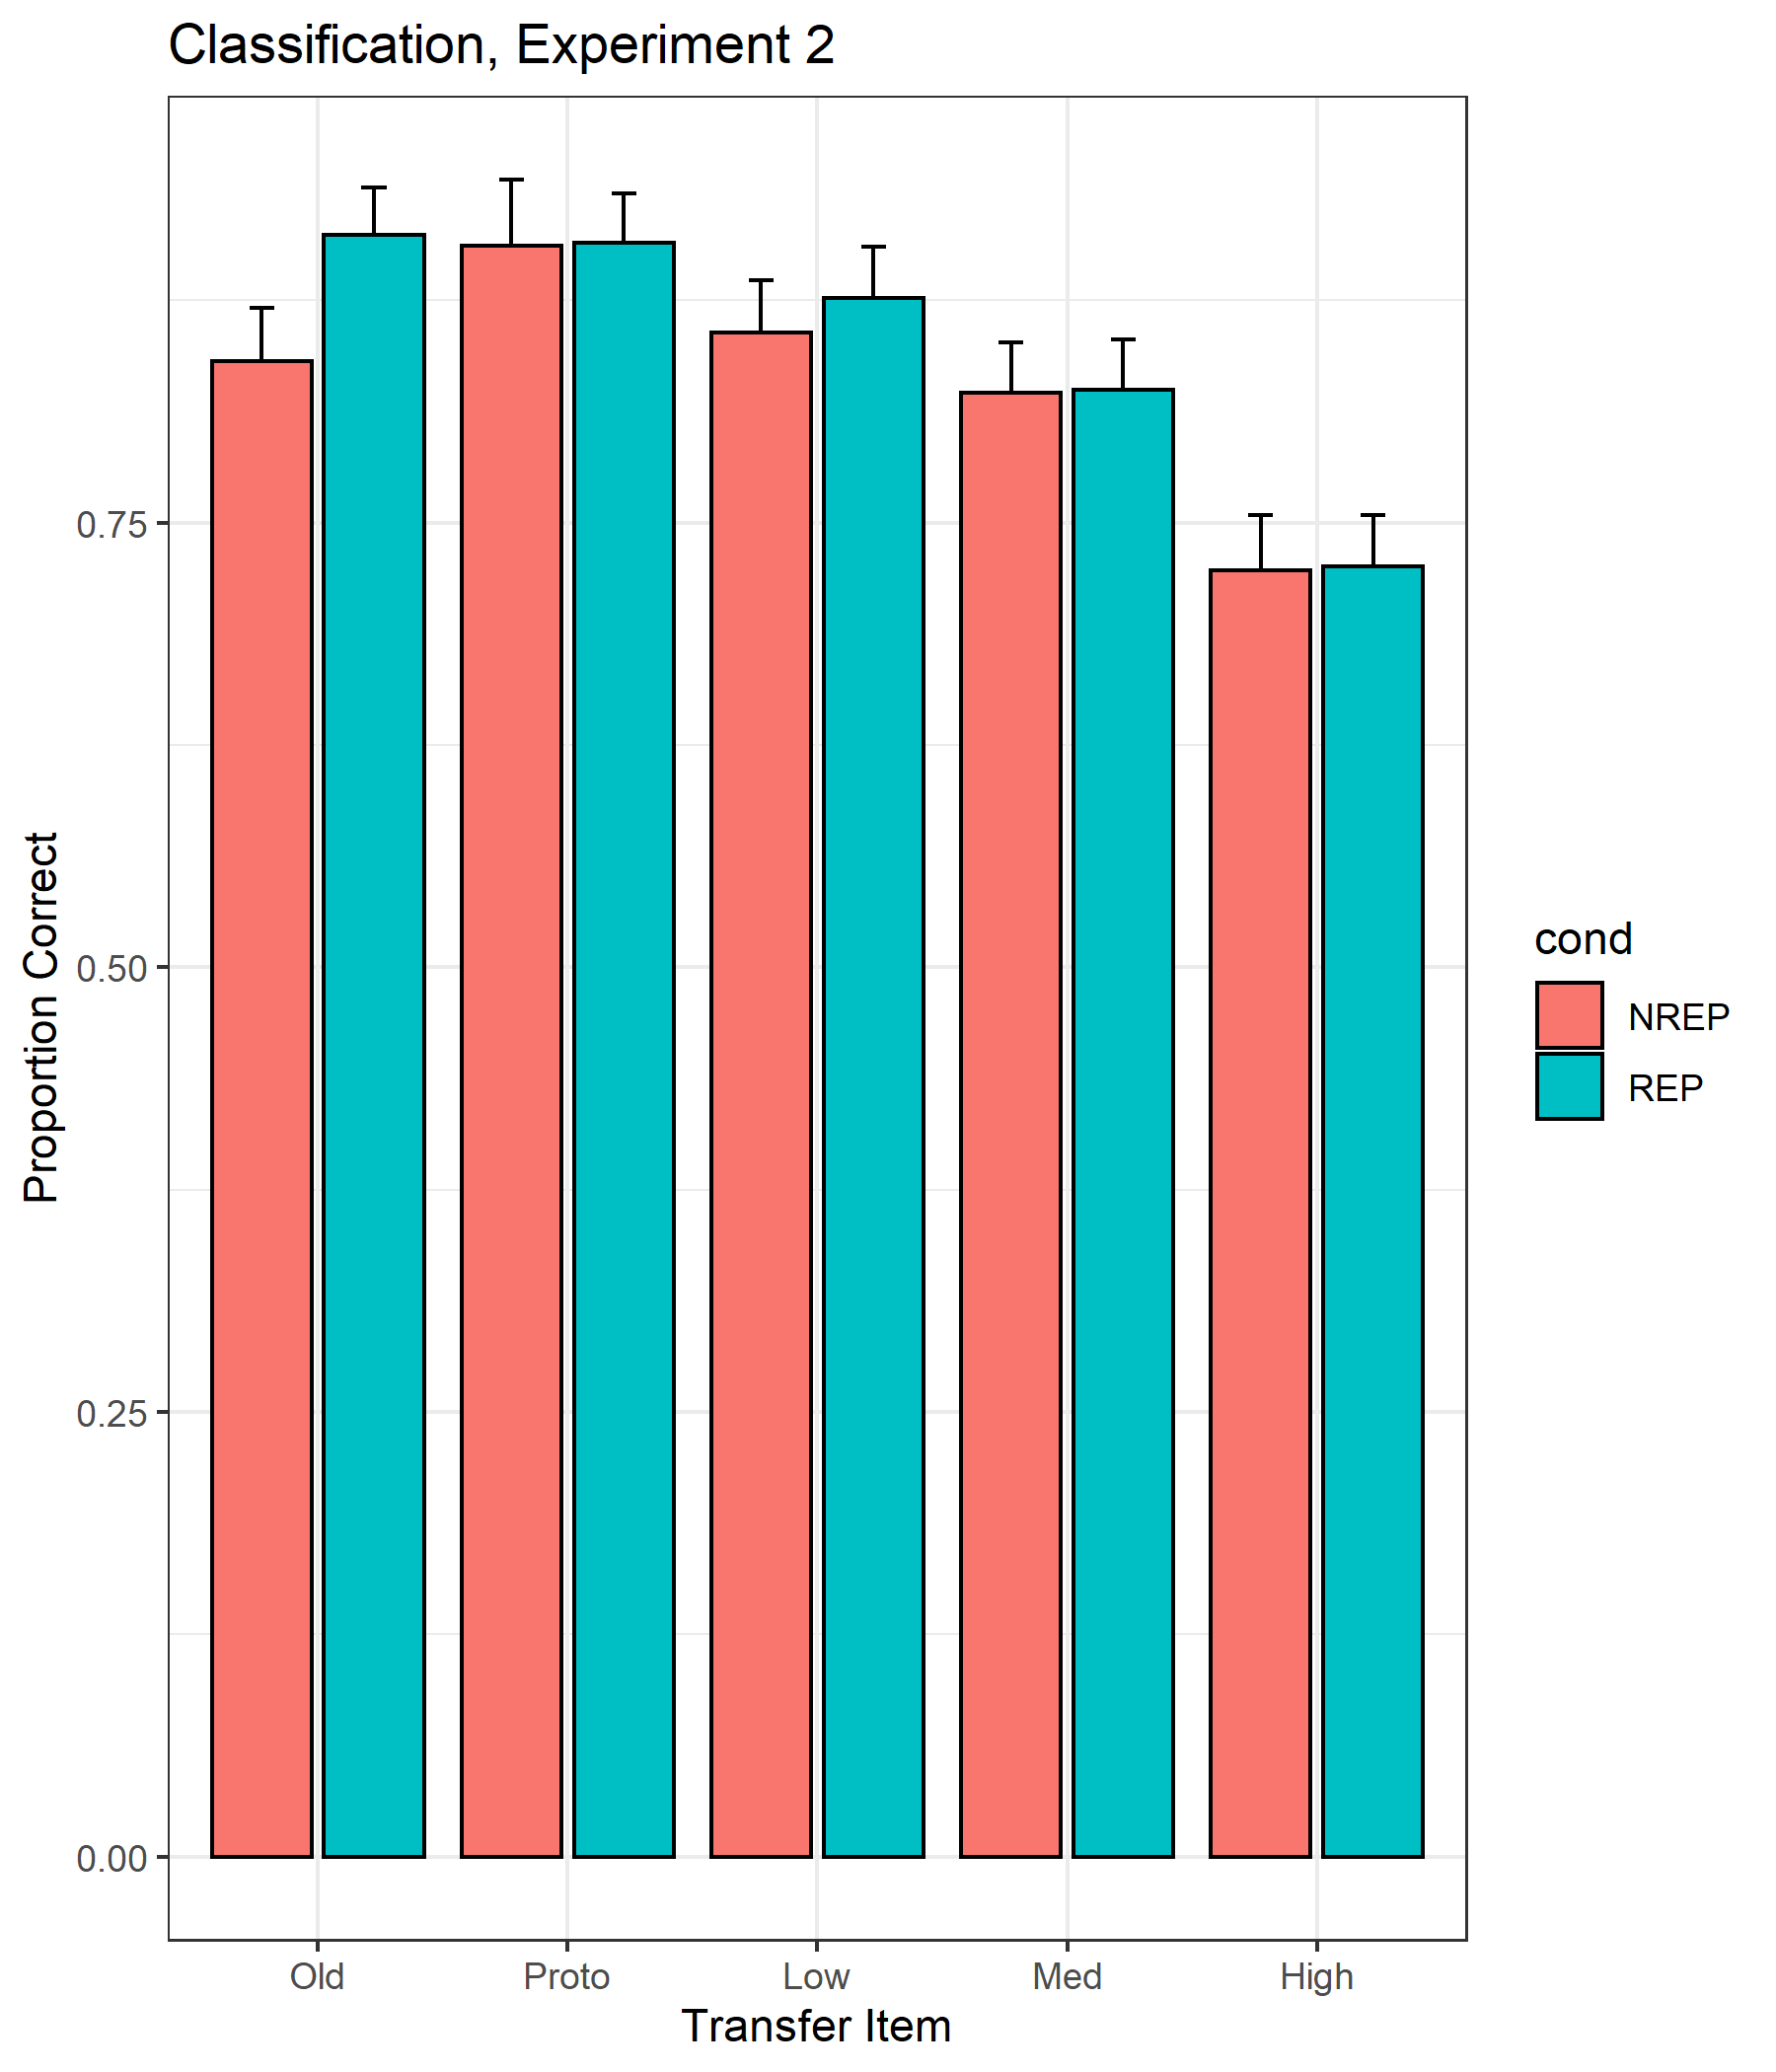 Classification, Experiment 2
Proportion Correct
0.75
0.50
0.25
0.00
Old Proto Low Med High
Transfer Item
cond
NREP
REP